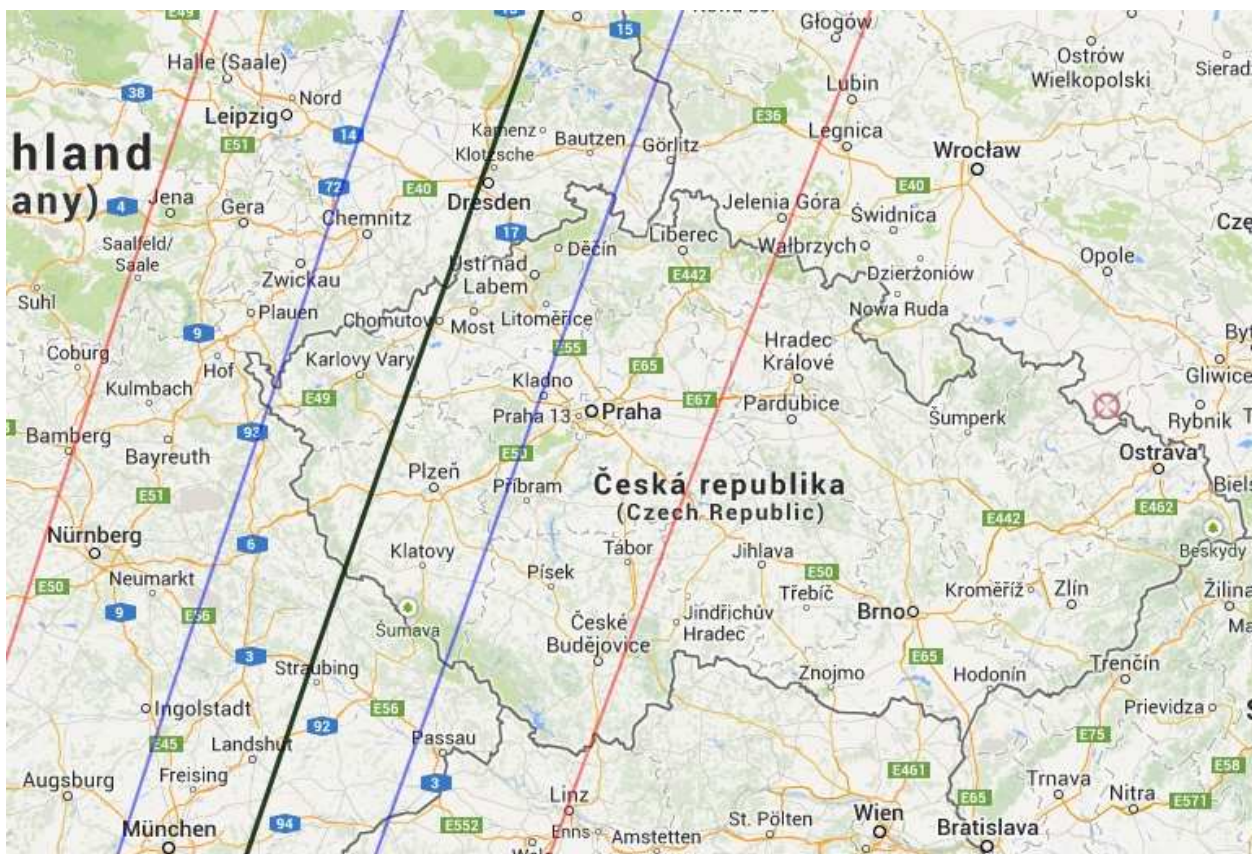 E49
15
Głogów
Ostrów
Wielkopolski
Halle (Saale)
Sieradz
38
Nord
Lubin
Leipzig
14
E36
E51
Kamenz
Bautzen
Görlitz
Legnica
hland
Klotzsche
Wrocław
any)
4
Jena
72
E40
E40
Gera
Dresden
Jelenia Góra
Świdnica
Chemnitz
17
Saalfeld/
Saale
Děčín
Liberec
Wałbrzych
Opole
Zwickau
Ústí nad
Labem
E442
Dzierżoniów
Suhl
Plauen
Nowa Ruda
Chomutov
Most
Litoměřice
9
Coburg
Hof
Karlovy Vary
E55
E65
Hradec
Králové
Gliwice
Kulmbach
E49
Kladno
E67
Praha 13
Praha
Pardubice
Šumperk
Rybnik
Bamberg
93
Bayreuth
E50
Ostrava
Plzeň
E51
Příbram
Česká republika
(Czech Republic)
E462
E442
Nürnberg
6
Klatovy
Tábor
Jihlava
Beskydy
E50
Neumarkt
Písek
E50
Třebíč
Kroměříž
Zlín
Žilina
9
E56
Šumava
České
Budějovice
Jindřichův
Hradec
Brno
3
Straubing
E65
Hodonín
Trenčín
Znojmo
Ingolstadt
E56
Prievidza
92
E45
Landshut
Passau
E75
Augsburg
Freising
3
E461
E58
Linz
E65
Trnava
Nitra
E571
München
94
E552
Enns
Amstetten
St. Pölten
Wien
Bratislava